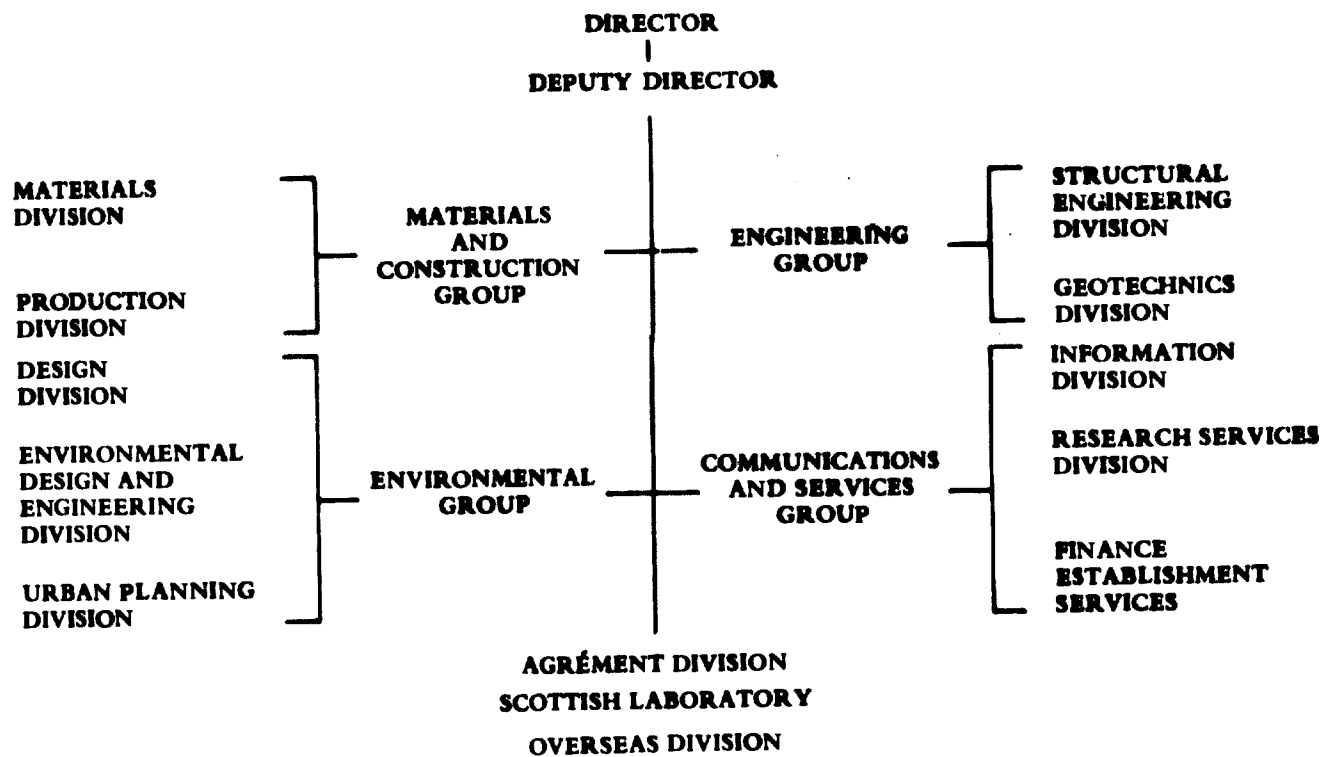 DIRECTOR
DEPUTY DIRECTOR
MATERIALS
DIVISION
PRODUCTION
DIVISION
MATERIALS
AND
CONSTRUCTION
GROUP
ENGINEERING
GROUP
STRUCTURAL
ENGINEERING
DIVISION
GEOTECHNICS
DIVISION
DESIGN
DIVISION
ENVIRONMENTAL
DESIGN AND
ENGINEERING
DIVISION
URBAN PLANNING
DIVISION
ENVIRONMENTAL
GROUP
COMMUNICATIONS
AND SERVICES
GROUP
INFORMATION
DIVISION
RESEARCH SERVICES
DIVISION
FINANCE
ESTABLISHMENT
SERVICES
AGRÉMENT DIVISION
SCOTTISH LABORATORY
OVERSEAS DIVISION